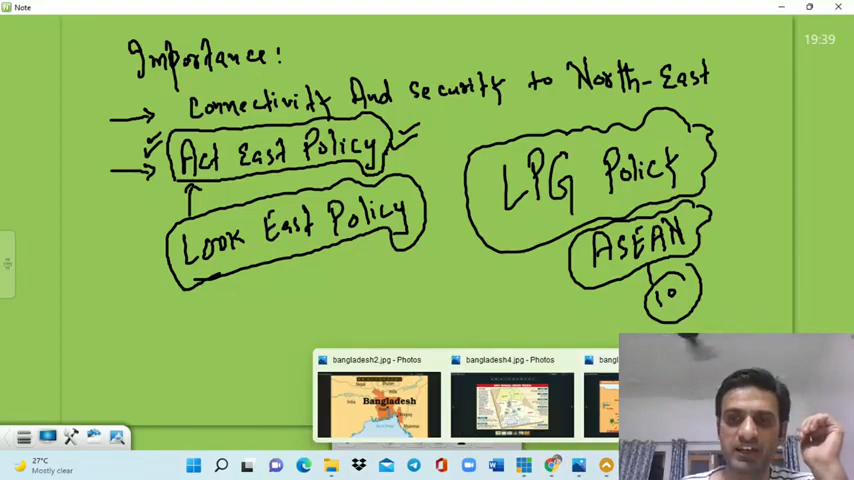 Note
19:39
Importance:
→ Connectivity And Security to North-East
→ Act East Policy
LPG Policy
Look East Policy
ASEAN
10
bangladesh2.jpg - Photos
bangladesh4.jpg - Photos
Bangladesh
27°C
Mostly clear